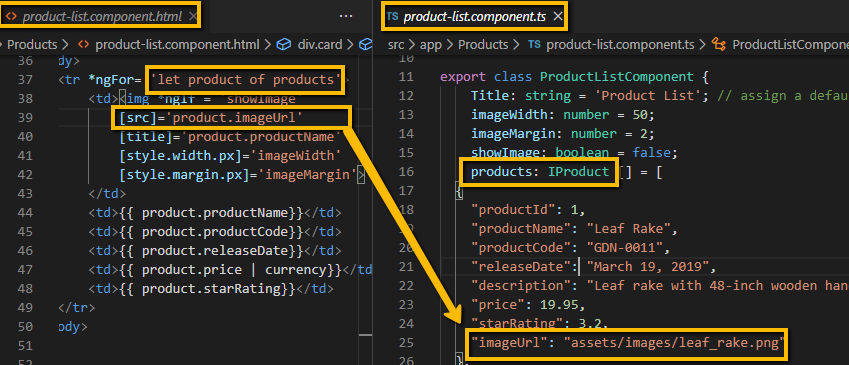 <> product-list.component.html × ...
Products > <> product-list.component.html > div.card >
36 dy>
37 <tr *ngFor= 'let product of products'
38 <td><img *ngIf = showImage
39 [src]='product.imageUrl'
40 [title]='product.productName'
41 [style.width.px]='imageWidth'
42 [style.margin.px]='imageMargin'>
43 </td>
44 <td>{{ product.productName}}</td>
45 <td>{{ product.productCode}}</td>
46 <td>{{ product.releaseDate}}</td>
47 <td>{{ product.price | currency}}</td
48 <td>{{ product.starRating}}</td>
49 </tr>
50 body>
51
52
TS product-list.component.ts ×
src > app > Products > TS product-list.component.ts > ProductListCompone
10
11 export class ProductListComponent {
12 Title: string = 'Product List'; // assign a defau
13 imageWidth: number = 50;
14 imageMargin: number = 2;
15 showImage: boolean = false;
16 products: IProduct [] = [
17 {
18 "productId": 1,
19 "productName": "Leaf Rake",
20 "productCode": "GDN-0011",
21 "releaseDate": "March 19, 2019",
22 "description": "Leaf rake with 48-inch wooden han
23 "price": 19.95,
24 "starRating": 3.2,
25 "imageUrl": "assets/images/leaf_rake.png"
26 },